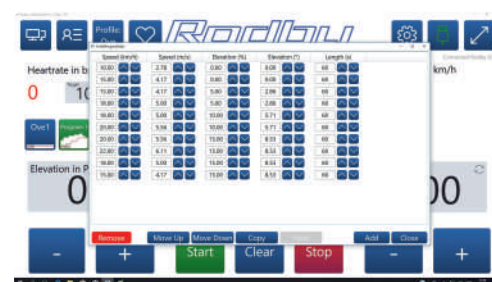 Profile:
Rodby
Heartrate in b
km/h
0
10
Speed (km/h) Speed (m/s) Elevation (%) Elevation (°) Length (s)
10.00 2.78 0.00 0.00 60
15.00 4.17 0.00 0.00 60
15.00 4.17 5.00 2.86 60
18.00 5.00 5.00 2.86 60
18.00 5.00 10.00 5.71 60
20.00 5.56 10.00 5.71 60
20.00 5.56 15.00 8.53 60
22.00 6.11 15.00 8.53 60
18.00 5.00 15.00 8.53 60
15.00 4.17 15.00 8.53 60
Ove1 Program 1
Elevation in P
0
00
Remove Move Up Move Down Copy Add Close
- + Start Clear Stop - +